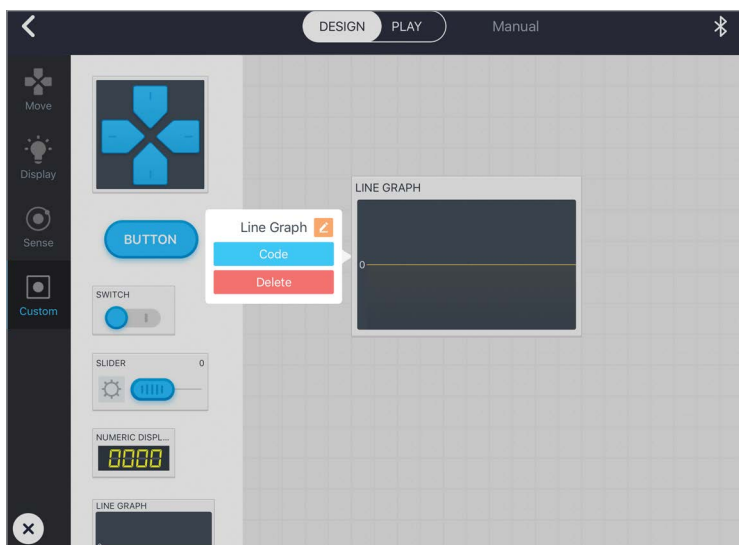 DESIGN
PLAY
Manual
Move
Display
Sense
Custom
BUTTON
SWITCH
SLIDER 0
NUMERIC DISPL...
0000
LINE GRAPH
Line Graph
Code
Delete
LINE GRAPH
0